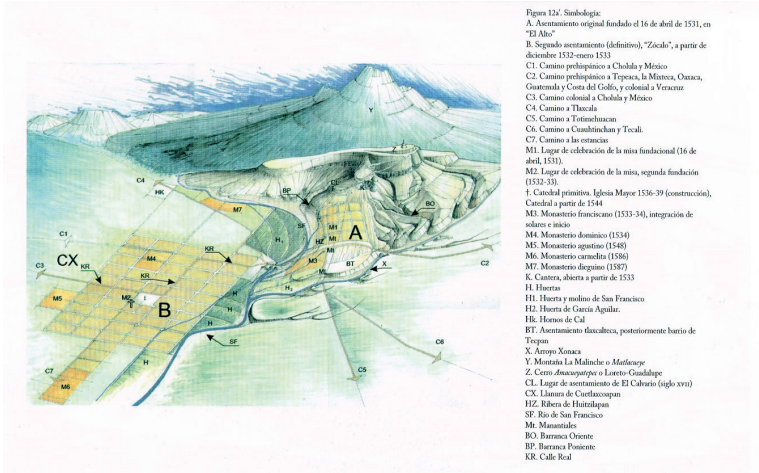 Figura 12a'. Simbología:
A. Asentamiento original fundado el 16 de abril de 1531, en
"El Alto"
B. Segundo asentamiento (definitivo), "Zócalo", a partir de
diciembre 1532-enero 1533
C1. Camino prehispánico a Cholula y México
C2. Camino prehispánico a Tepeaca, la Mixteca, Oaxaca,
Guatemala y Costa del Golfo, y colonial a Veracruz
C3. Camino colonial a Cholula y México
C4. Camino a Tlaxcala
C5. Camino a Totimehuacan
C6. Camino a Cuauhtinchan y Tecali.
C7. Camino a las estancias
M1. Lugar de celebración de la misa fundacional (16 de
abril, 1531).
M2. Lugar de celebración de la misa, segunda fundación
(1532-33).
†. Catedral primitiva. Iglesia Mayor 1536-39 (construcción),
Catedral a partir de 1544
M3. Monasterio franciscano (1533-34), integración de
solares e inicio
M4. Monasterio dominico (1534)
M5. Monasterio agustino (1548)
M6. Monasterio carmelita (1586)
M7. Monasterio dieguino (1587)
K. Cantera, abierta a partir de 1533
H. Huertas
H1. Huerta y molino de San Francisco
H2. Huerta de García Aguilar.
Hk. Hornos de Cal
BT. Asentamiento tlaxcalteca, posteriormente barrio de
Tecpan
X. Arroyo Xonaca
Y. Montaña La Malinche o Matlacueye
Z. Cerro Amacueyatepec o Loreto-Guadalupe
CL. Lugar de asentamiento de El Calvario (siglo XVII)
CX. Llanura de Cuetlaxcoapan
HZ. Ribera de Huitzilapan
SF. Río de San Francisco
Mt. Manantiales
BO. Barranca Oriente
BP. Barranca Poniente
KR. Calle Real
Y
Z
C4
HK
CL
K
BP
M7
BO
SF
M1
A
C1
H
HZ
Mt
M4
KR
Mt
CX
KR
M3
BT
X
C2
C3
KR
Mt
H
M5
M2
B
H
H
SF
C6
H
C7
C5
M6